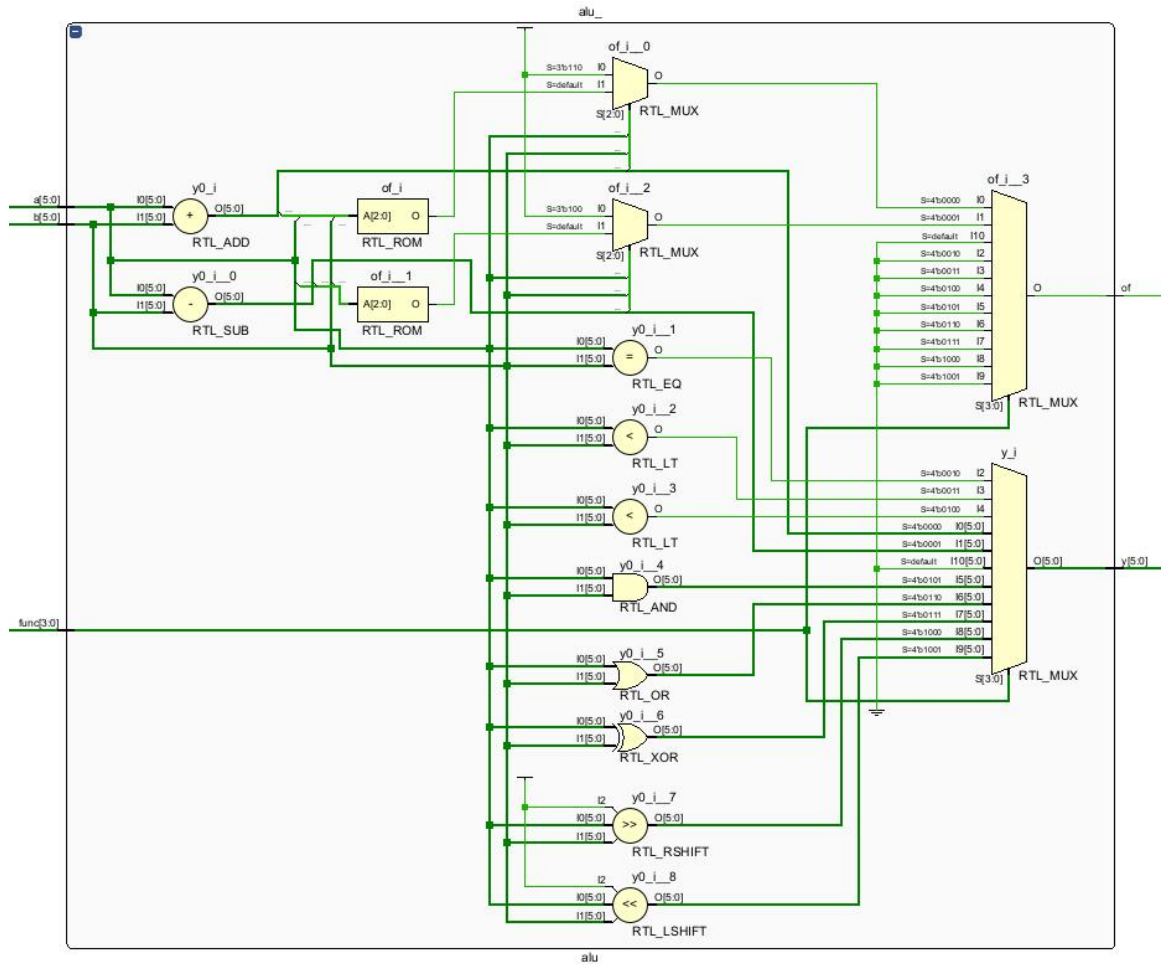 alu_
of_i__0
S=3'b110 I0 O
S=default I1
S[2:0] RTL_MUX
a[5:0]
b[5:0]
y0_i
I0[5:0] O[5:0]
I1[5:0]
+
RTL_ADD
of_i
A[2:0] O
RTL_ROM
of_i__2
S=3'b100 I0 O
S=default I1
S[2:0] RTL_MUX
y0_i__0
I0[5:0] O[5:0]
I1[5:0]
-
RTL_SUB
of_i__1
A[2:0] O
RTL_ROM
of_i__3
S=4'b0000 I0
S=4'b0001 I1
S=default I10
S=4'b0010 I2
S=4'b0011 I3
S=4'b0100 I4
S=4'b0101 I5
S=4'b0110 I6
S=4'b0111 I7
S=4'b1000 I8
S=4'b1001 I9
O
of
S[3:0] RTL_MUX
y0_i__1
I0[5:0] O
I1[5:0]
=
RTL_EQ
y0_i__2
I0[5:0] O
I1[5:0]
<
RTL_LT
y0_i__3
I0[5:0] O
I1[5:0]
<
RTL_LT
y0_i__4
I0[5:0] O[5:0]
I1[5:0]
RTL_AND
y_i
S=4'b0010 I2
S=4'b0011 I3
S=4'b0100 I4
S=4'b0000 I0[5:0]
S=4'b0001 I1[5:0]
S=default I10[5:0]
S=4'b0101 I5[5:0]
S=4'b0110 I6[5:0]
S=4'b0111 I7[5:0]
S=4'b1000 I8[5:0]
S=4'b1001 I9[5:0]
O[5:0]
y[5:0]
S[3:0] RTL_MUX
func[3:0]
y0_i__5
I0[5:0] O[5:0]
I1[5:0]
RTL_OR
y0_i__6
I0[5:0] O[5:0]
I1[5:0]
RTL_XOR
y0_i__7
I2
I0[5:0] O[5:0]
I1[5:0]
>>
RTL_RSHIFT
y0_i__8
I2
I0[5:0] O[5:0]
I1[5:0]
<<
RTL_LSHIFT
alu